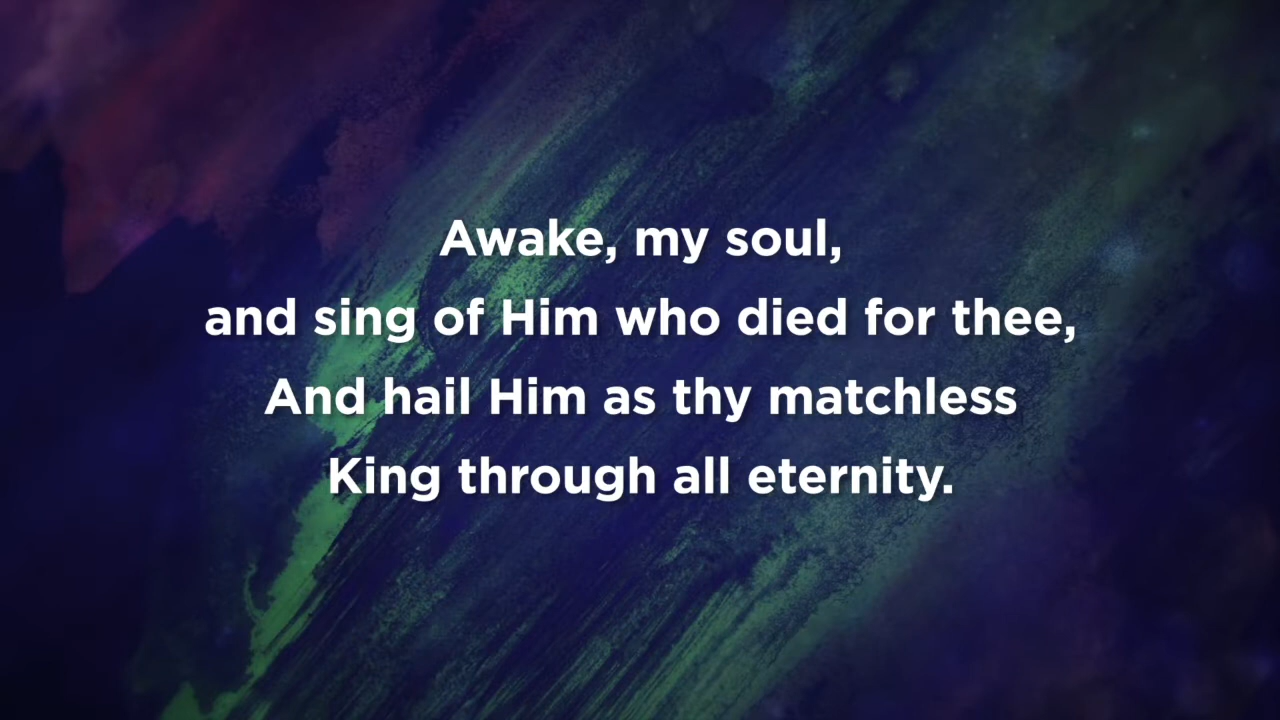 Awake, my soul,
and sing of Him who died for thee,
And hail Him as thy matchless
King through all eternity.